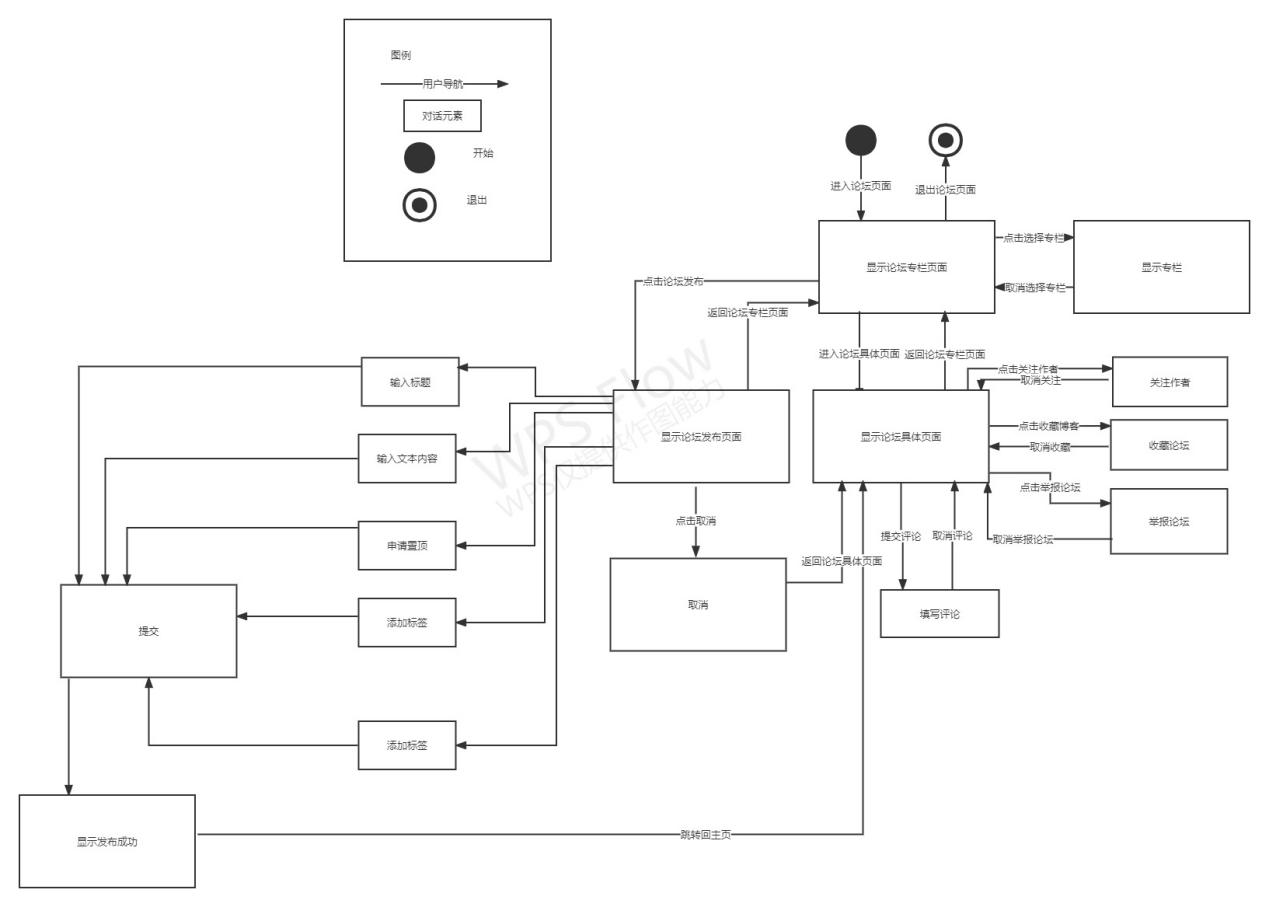 图例
用户导航
对话元素
开始
退出
进入论坛页面
退出论坛页面
显示论坛专栏页面
点击选择专栏
取消选择专栏
显示专栏
点击论坛发布
返回论坛专栏页面
进入论坛具体页面
返回论坛专栏页面
点击关注作者
取消关注
关注作者
输入标题
显示论坛发布页面
显示论坛具体页面
点击收藏博客
取消收藏
收藏论坛
输入文本内容
点击举报论坛
举报论坛
取消举报论坛
点击取消
提交评论
取消评论
申请置顶
返回论坛具体页面
取消
填写评论
添加标签
提交
添加标签
显示发布成功
跳转回主页
WPS Flow
WPS仅提供作图能力